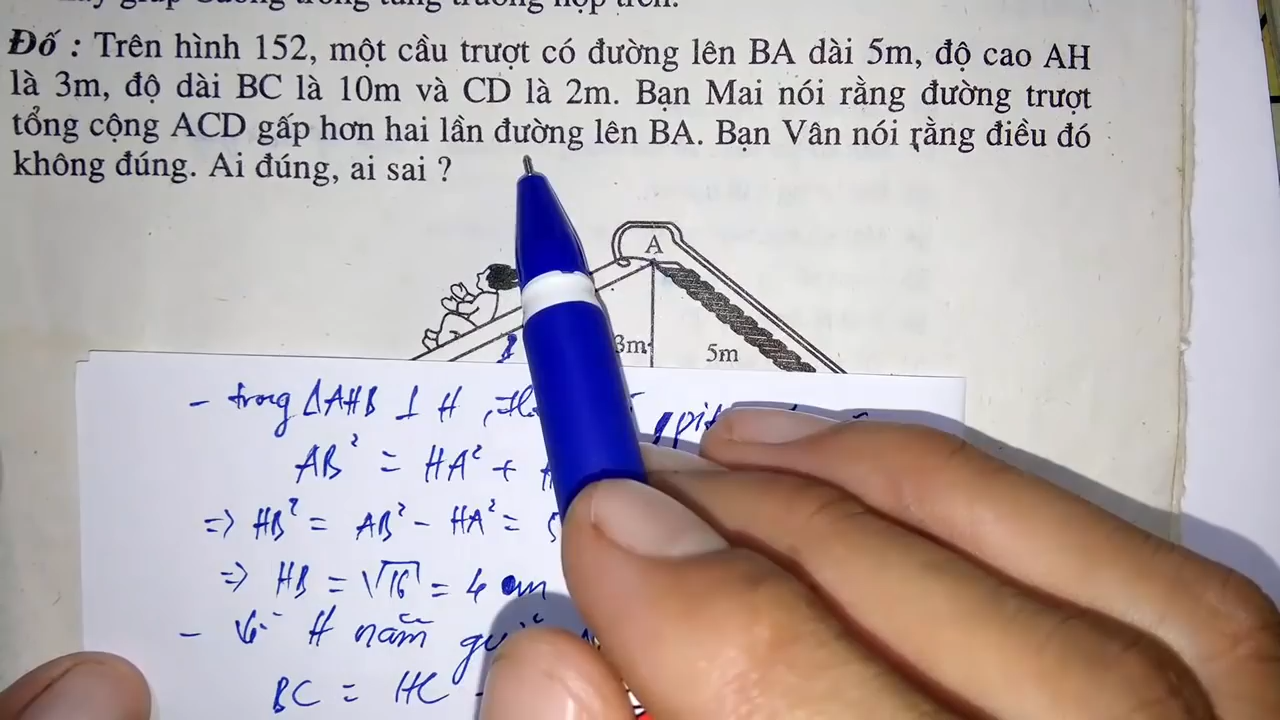 Đố : Trên hình 152, một cầu trượt có đường lên BA dài 5m, độ cao AH
là 3m, độ dài BC là 10m và CD là 2m. Bạn Mai nói rằng đường trượt
tổng cộng ACD gấp hơn hai lần đường lên BA. Bạn Vân nói rằng điều đó
không đúng. Ai đúng, ai sai ?
A
3m
5m
- trong ΔAHB ⊥ H
AB² = HA² +
=> HB² = AB² - HA² =
=> HB = √16 = 4
- Vì H nằm
BC = HC